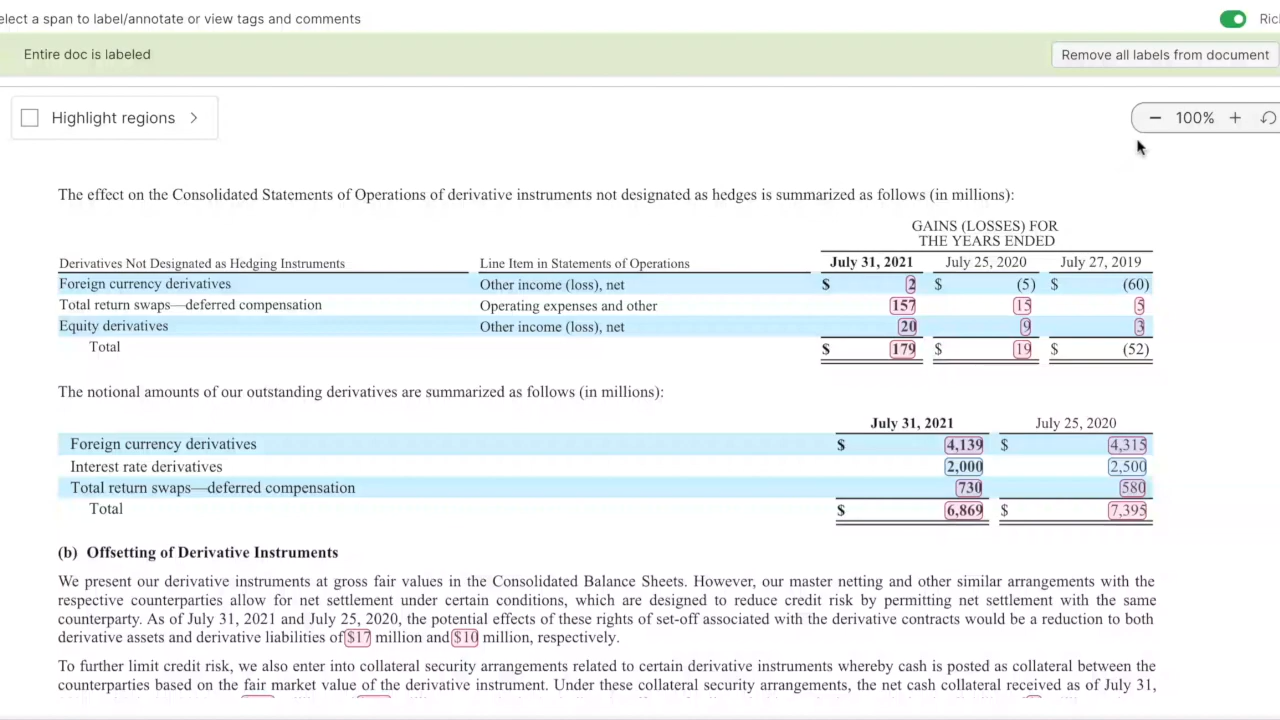 elect a span to label/annotate or view tags and comments
Ric
Entire doc is labeled
Remove all labels from document
Highlight regions >
− 100% +
The effect on the Consolidated Statements of Operations of derivative instruments not designated as hedges is summarized as follows (in millions):
GAINS (LOSSES) FOR
THE YEARS ENDED
Derivatives Not Designated as Hedging Instruments Line Item in Statements of Operations July 31, 2021 July 25, 2020 July 27, 2019
Foreign currency derivatives Other income (loss), net $ 2 $ (5) $ (60)
Total return swaps—deferred compensation Operating expenses and other 157 15 5
Equity derivatives Other income (loss), net 20 9 3
Total $ 179 $ 19 $ (52)
The notional amounts of our outstanding derivatives are summarized as follows (in millions):
July 31, 2021 July 25, 2020
Foreign currency derivatives $ 4,139 $ 4,315
Interest rate derivatives 2,000 2,500
Total return swaps—deferred compensation 730 580
Total $ 6,869 $ 7,395
(b) Offsetting of Derivative Instruments
We present our derivative instruments at gross fair values in the Consolidated Balance Sheets. However, our master netting and other similar arrangements with the
respective counterparties allow for net settlement under certain conditions, which are designed to reduce credit risk by permitting net settlement with the same
counterparty. As of July 31, 2021 and July 25, 2020, the potential effects of these rights of set-off associated with the derivative contracts would be a reduction to both
derivative assets and derivative liabilities of $17 million and $10 million, respectively.
To further limit credit risk, we also enter into collateral security arrangements related to certain derivative instruments whereby cash is posted as collateral between the
counterparties based on the fair market value of the derivative instrument. Under these collateral security arrangements, the net cash collateral received as of July 31,